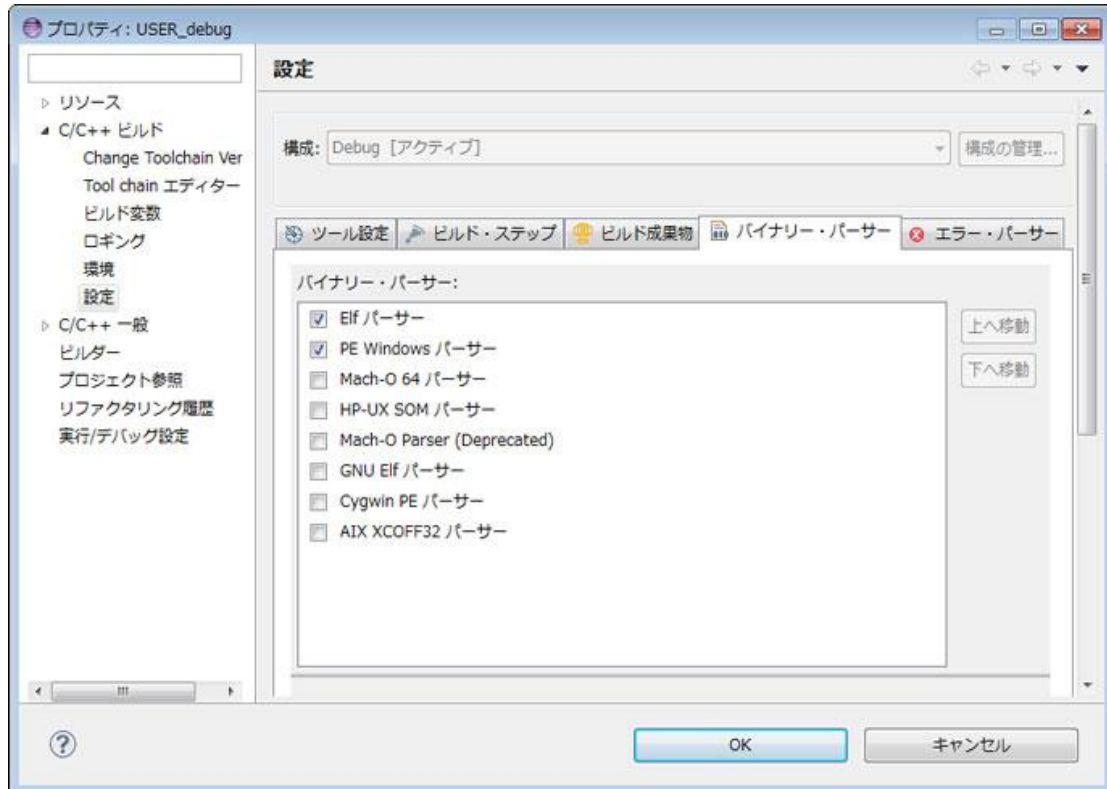 プロパティ: USER_debug
設定
リソース
C/C++ ビルド
Change Toolchain Ver
Tool chain エディター
ビルド変数
ロギング
環境
設定
C/C++ 一般
ビルダー
プロジェクト参照
リファクタリング履歴
実行/デバッグ設定
構成: Debug [アクティブ] 構成の管理...
ツール設定 ビルド・ステップ ビルド成果物 バイナリー・パーサー エラー・パーサー
バイナリー・パーサー:
Elf パーサー
PE Windows パーサー
Mach-O 64 パーサー
HP-UX SOM パーサー
Mach-O Parser (Deprecated)
GNU Elf パーサー
Cygwin PE パーサー
AIX XCOFF32 パーサー
上へ移動
下へ移動
OK キャンセル